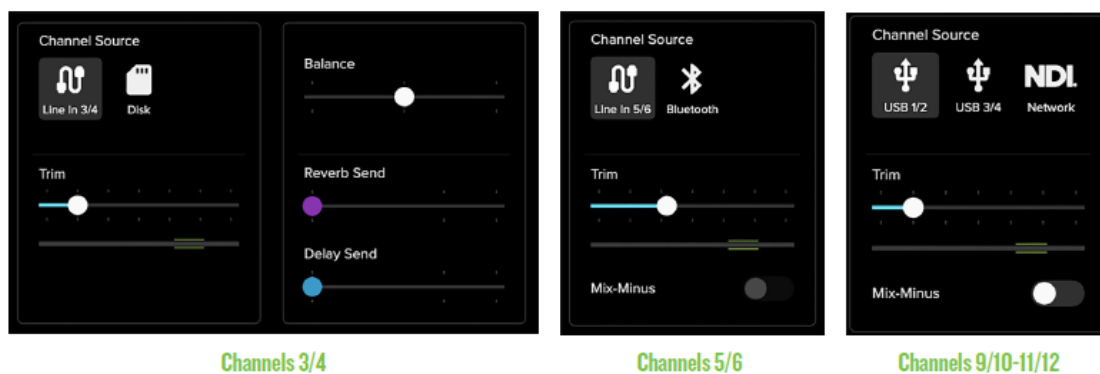 Channel Source
Line In 3/4
Disk
Trim
Balance
Reverb Send
Delay Send
Channels 3/4
Channel Source
Line In 5/6
Bluetooth
Trim
Mix-Minus
Channels 5/6
Channel Source
NDI.
USB 1/2
USB 3/4
Network
Trim
Mix-Minus
Channels 9/10-11/12